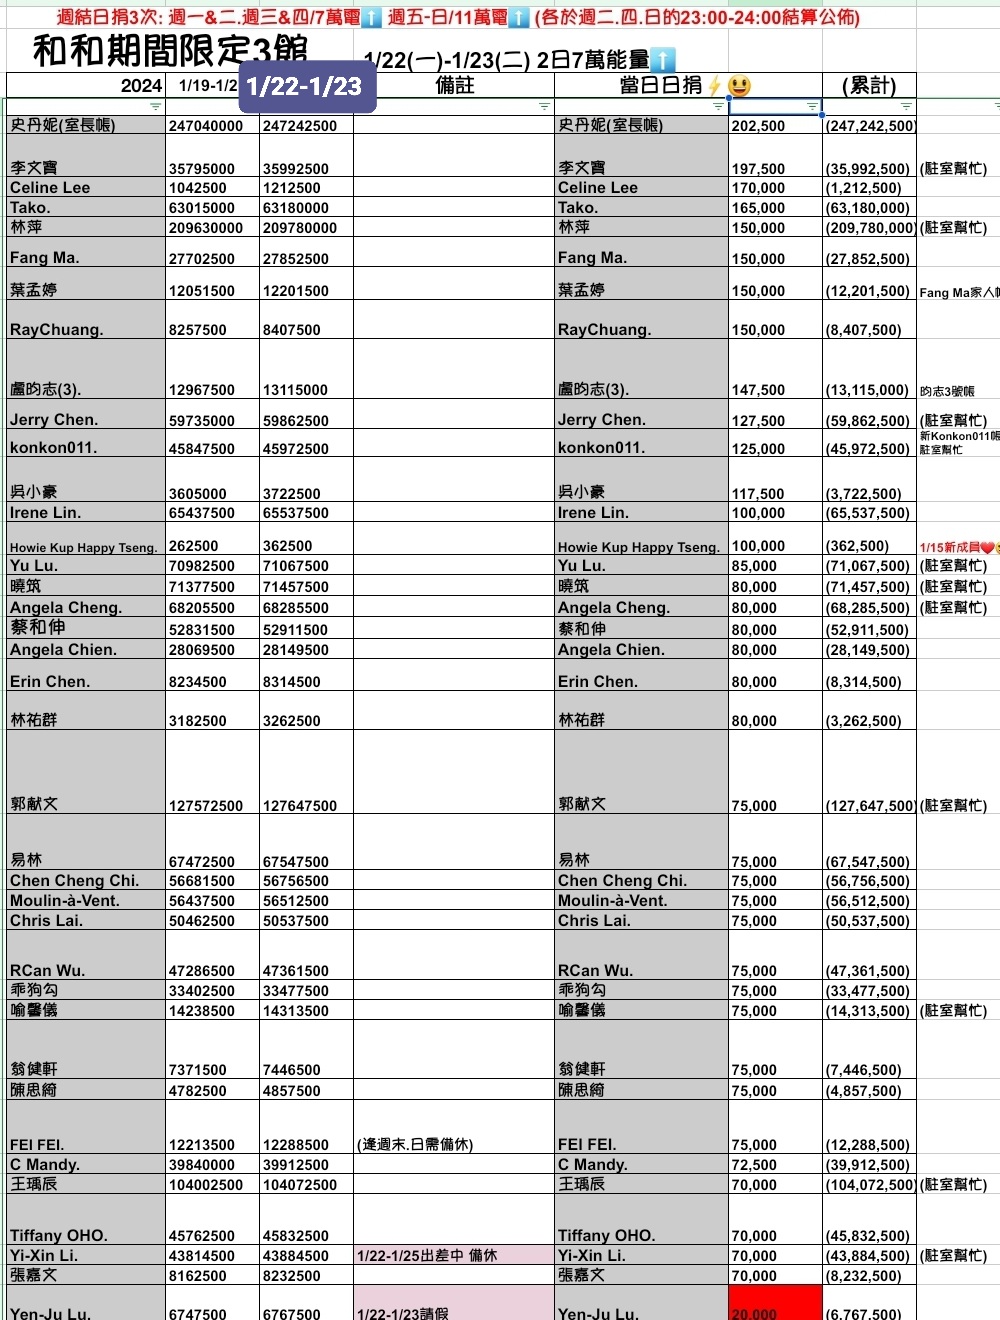 週結日捐3次: 週一&二.週三&四/7萬電⬆️ 週五-日/11萬電⬆️ (各於週二.四.日的23:00-24:00結算公佈)
和和期間限定3館 1/22(一)-1/23(二) 2日7萬能量⬆️
2024 1/19-1/2 1/22-1/23 備註 當日日捐⚡😃 (累計)
史丹妮(室長帳) 247040000 247242500 史丹妮(室長帳) 202,500 (247,242,500)
李文寶 35795000 35992500 李文寶 197,500 (35,992,500) (駐室幫忙)
Celine Lee 1042500 1212500 Celine Lee 170,000 (1,212,500)
Tako. 63015000 63180000 Tako. 165,000 (63,180,000)
林萍 209630000 209780000 林萍 150,000 (209,780,000) (駐室幫忙)
Fang Ma. 27702500 27852500 Fang Ma. 150,000 (27,852,500)
葉孟婷 12051500 12201500 葉孟婷 150,000 (12,201,500) Fang Ma家人
RayChuang. 8257500 8407500 RayChuang. 150,000 (8,407,500)
盧昀志(3). 12967500 13115000 盧昀志(3). 147,500 (13,115,000) 昀志3號帳
Jerry Chen. 59735000 59862500 Jerry Chen. 127,500 (59,862,500) (駐室幫忙)
konkon011. 45847500 45972500 konkon011. 125,000 (45,972,500) 新Konkon011帳
駐室幫忙
吳小豪 3605000 3722500 吳小豪 117,500 (3,722,500)
Irene Lin. 65437500 65537500 Irene Lin. 100,000 (65,537,500)
Howie Kup Happy Tseng. 262500 362500 Howie Kup Happy Tseng. 100,000 (362,500) 1/15新成員❤️
Yu Lu. 70982500 71067500 Yu Lu. 85,000 (71,067,500) (駐室幫忙)
曉筑 71377500 71457500 曉筑 80,000 (71,457,500) (駐室幫忙)
Angela Cheng. 68205500 68285500 Angela Cheng. 80,000 (68,285,500) (駐室幫忙)
蔡和伸 52831500 52911500 蔡和伸 80,000 (52,911,500)
Angela Chien. 28069500 28149500 Angela Chien. 80,000 (28,149,500)
Erin Chen. 8234500 8314500 Erin Chen. 80,000 (8,314,500)
林祐群 3182500 3262500 林祐群 80,000 (3,262,500)
郭献文 127572500 127647500 郭献文 75,000 (127,647,500) (駐室幫忙)
易林 67472500 67547500 易林 75,000 (67,547,500)
Chen Cheng Chi. 56681500 56756500 Chen Cheng Chi. 75,000 (56,756,500)
Moulin-à-Vent. 56437500 56512500 Moulin-à-Vent. 75,000 (56,512,500)
Chris Lai. 50462500 50537500 Chris Lai. 75,000 (50,537,500)
RCan Wu. 47286500 47361500 RCan Wu. 75,000 (47,361,500)
乖狗勾 33402500 33477500 乖狗勾 75,000 (33,477,500)
喻馨儀 14238500 14313500 喻馨儀 75,000 (14,313,500) (駐室幫忙)
翁健軒 7371500 7446500 翁健軒 75,000 (7,446,500)
陳思綺 4782500 4857500 陳思綺 75,000 (4,857,500)
FEI FEI. 12213500 12288500 (逢週末.日需備休) FEI FEI. 75,000 (12,288,500)
C Mandy. 39840000 39912500 C Mandy. 72,500 (39,912,500)
王瑀辰 104002500 104072500 王瑀辰 70,000 (104,072,500) (駐室幫忙)
Tiffany OHO. 45762500 45832500 Tiffany OHO. 70,000 (45,832,500)
Yi-Xin Li. 43814500 43884500 1/22-1/25出差中 備休 Yi-Xin Li. 70,000 (43,884,500) (駐室幫忙)
張嘉文 8162500 8232500 張嘉文 70,000 (8,232,500)
Yen-Ju Lu. 6747500 6767500 1/22-1/23請假 Yen-Ju Lu. 20,000 (6,767,500)